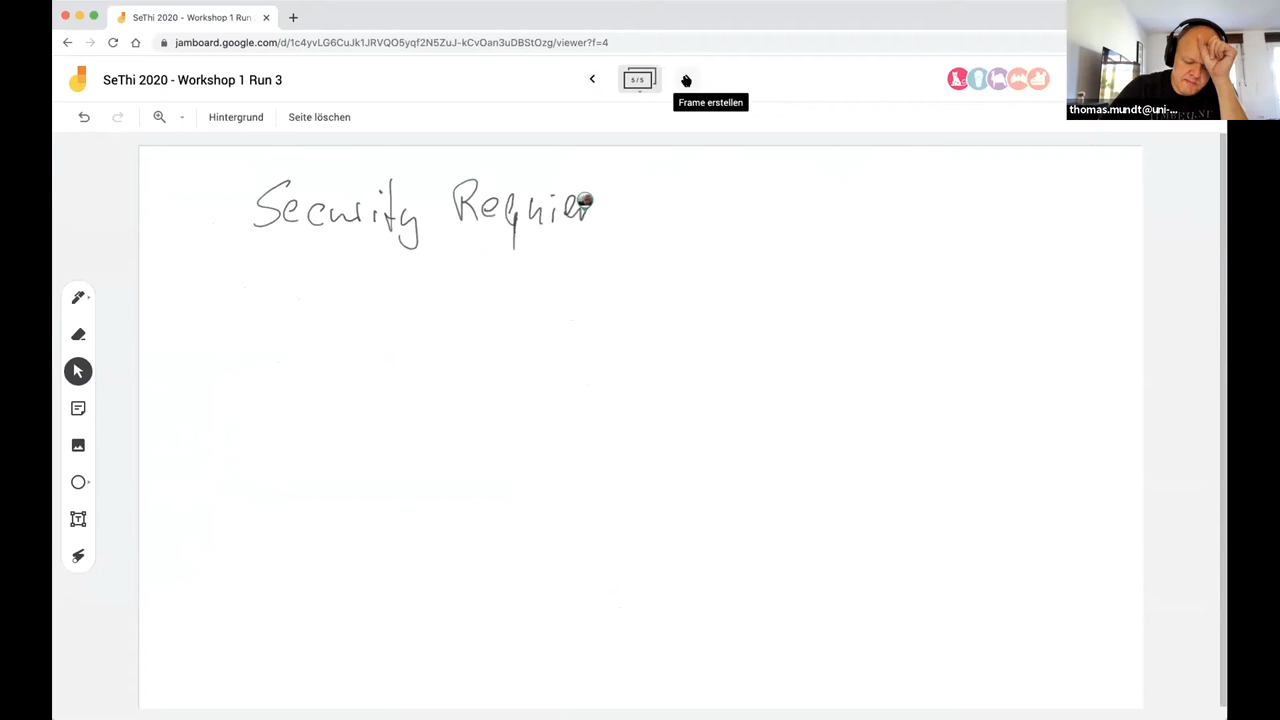 SeThi 2020 - Workshop 1 Run
jamboard.google.com/d/1c4yvLG6CuJk1JRVQO5yqf2N5ZuJ-kCvOan3uDBStOzg/viewer?f=4
SeThi 2020 - Workshop 1 Run 3
5/5
Frame erstellen
thomas.mundt@uni-...
Hintergrund
Seite löschen
Security Requier